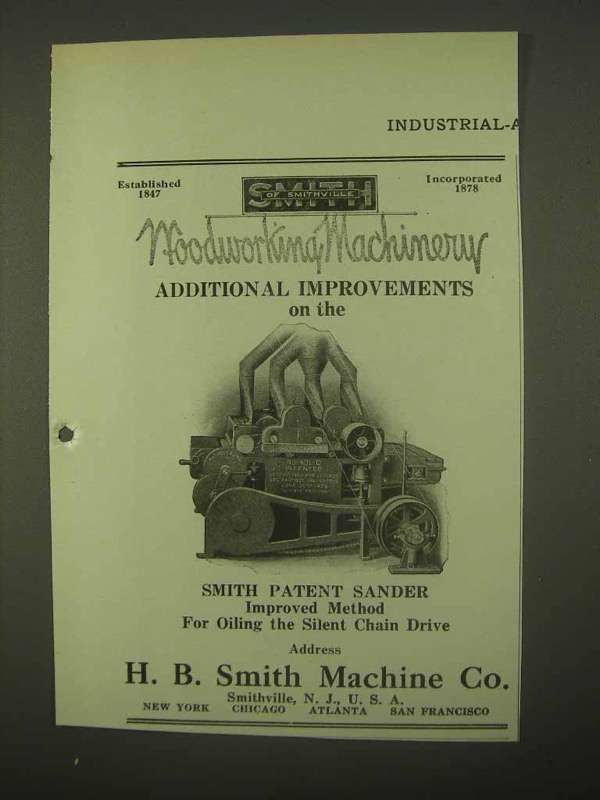 INDUSTRIAL-A
Established
1847
SMITH
OF SMITHVILLE
Incorporated
1878
Woodworking Machinery
ADDITIONAL IMPROVEMENTS
on the
PATENTED
SMITH PATENT SANDER
Improved Method
For Oiling the Silent Chain Drive
Address
H. B. Smith Machine Co.
Smithville, N. J., U. S. A.
NEW YORK CHICAGO ATLANTA SAN FRANCISCO